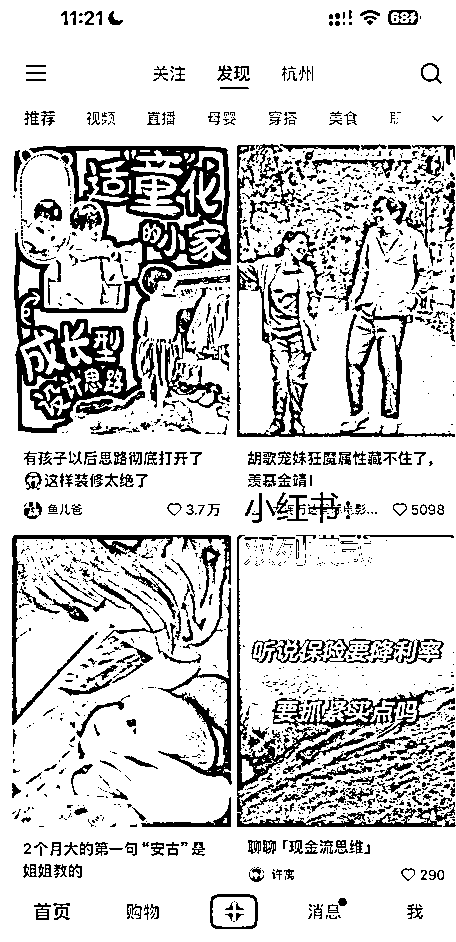 11:21
68
关注 发现 杭州
推荐 视频 直播 母婴 穿搭 美食
适"童"化
的小家
成长型
设计思路
有孩子以后思路彻底打开了
这样装修太绝了
鱼儿爸 3.7万
胡歌宠妹狂魔属性藏不住了,
羡慕金靖!
小红书:
5098
双列模式
听说保险要降利率
要抓紧买点吗
2个月大的第一句“安古”是
姐姐教的
聊聊「现金流思维」
许寓 290
首页 购物 消息 我